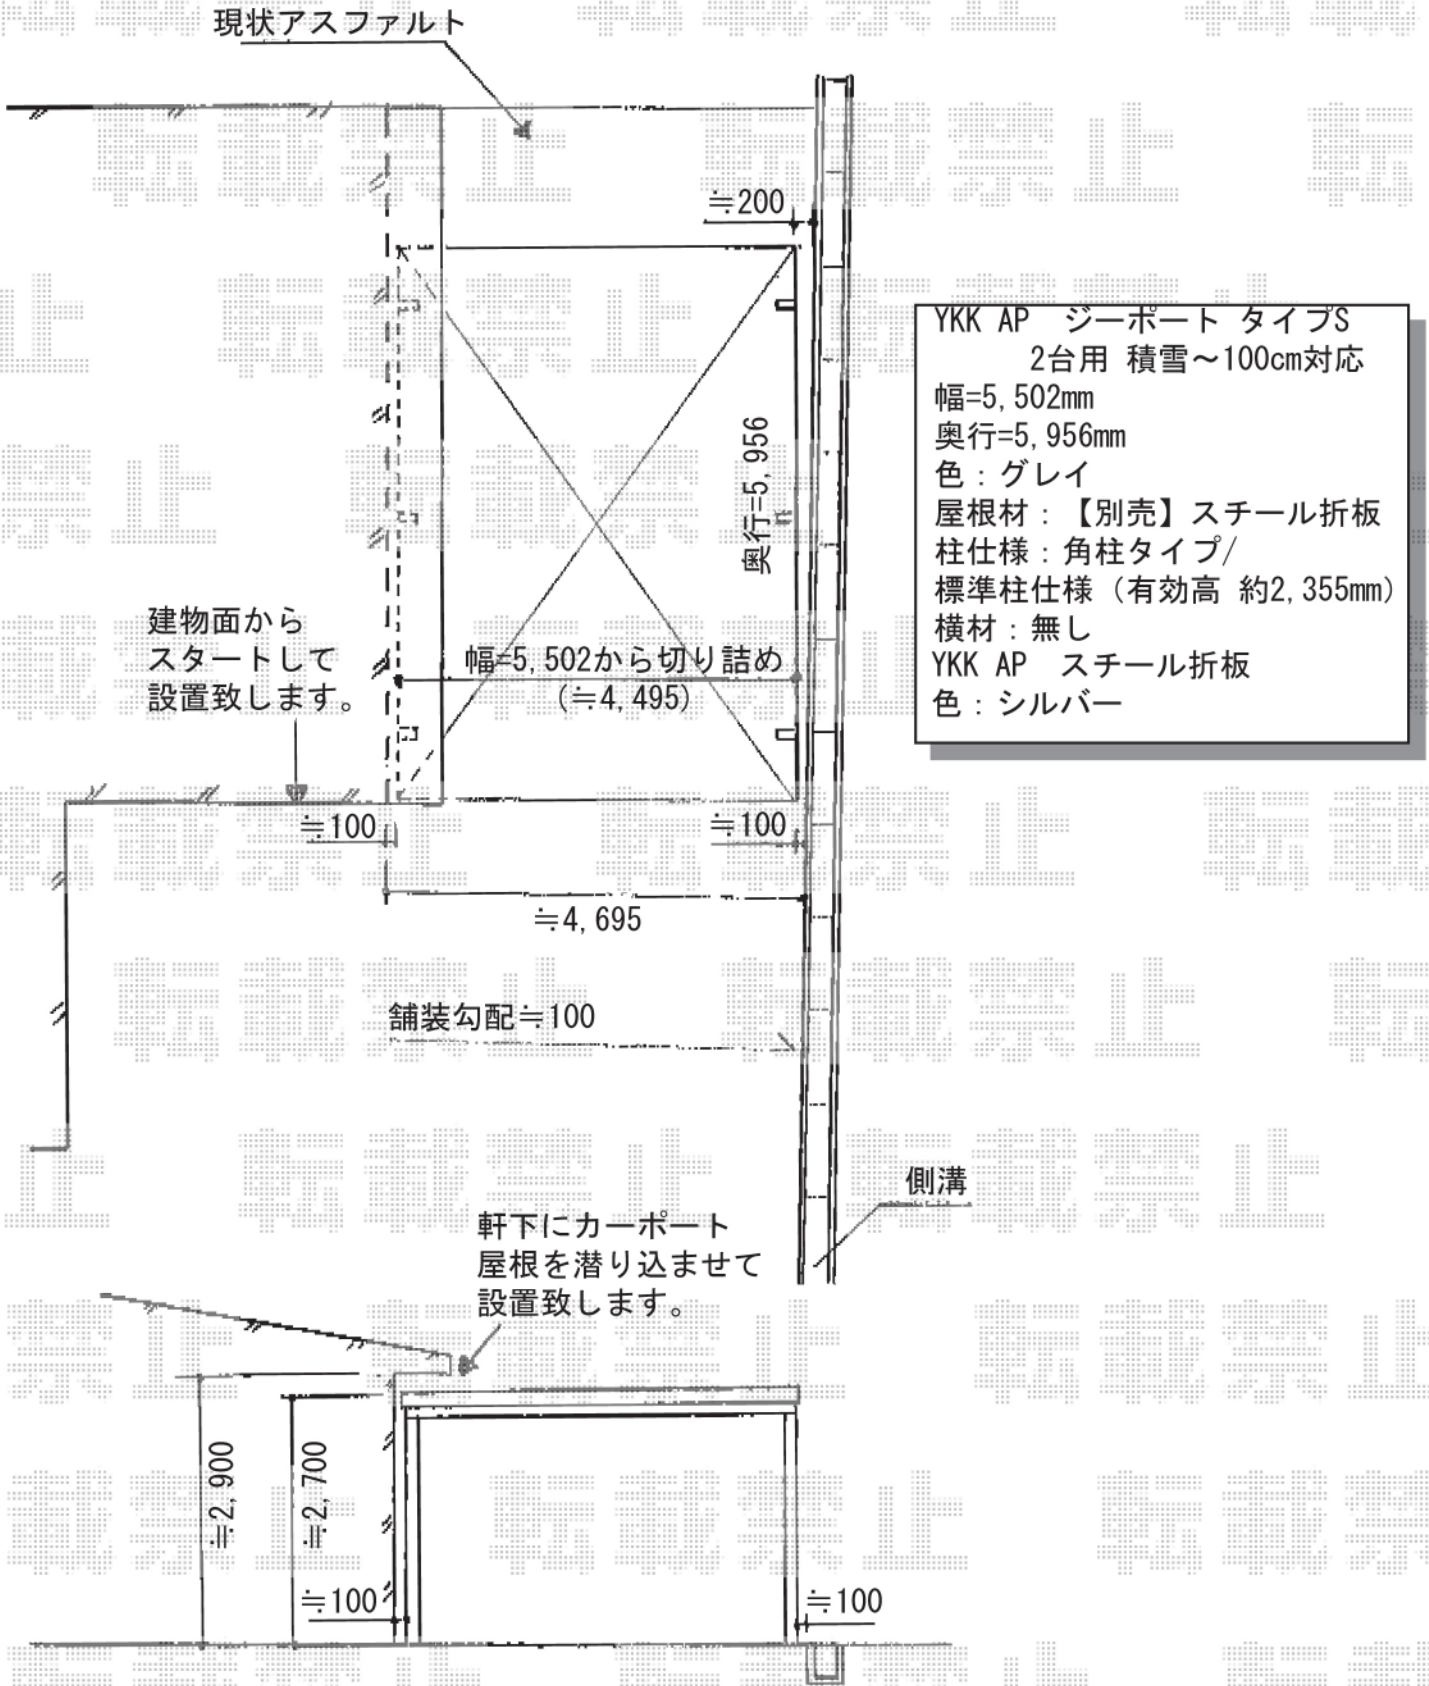 現状アスファルト
≒200
YKK AP　ジーポート タイプS
2台用 積雪～100cm対応
幅=5,502mm
奥行=5,956mm
色：グレイ
屋根材：【別売】スチール折板
柱仕様：角柱タイプ/
標準柱仕様（有効高 約2,355mm）
横材：無し
YKK AP　スチール折板
色：シルバー
奥行=5,956
建物面から
スタートして
設置致します。
幅=5,502から切り詰め
（≒4,495）
≒100
≒100
≒4,695
舗装勾配≒100
側溝
軒下にカーポート
屋根を潜り込ませて
設置致します。
≒2,900
≒2,700
≒100
≒100
転載禁止